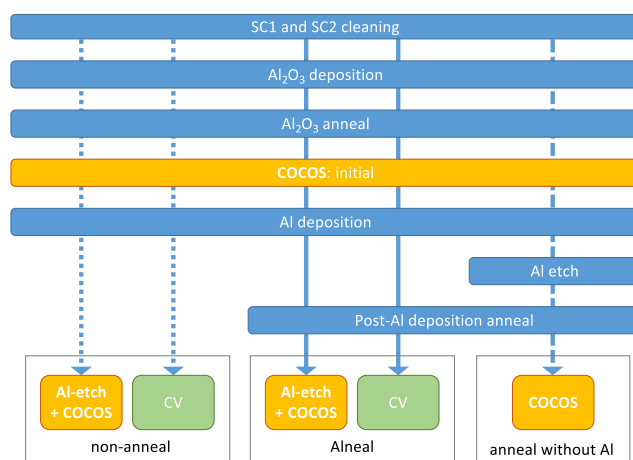 SC1 and SC2 cleaning
Al₂O₃ deposition
Al₂O₃ anneal
COCOS: initial
Al deposition
Al etch
Post-Al deposition anneal
Al-etch
+ COCOS
CV
Al-etch
+ COCOS
CV
COCOS
non-anneal
Alneal
anneal without Al